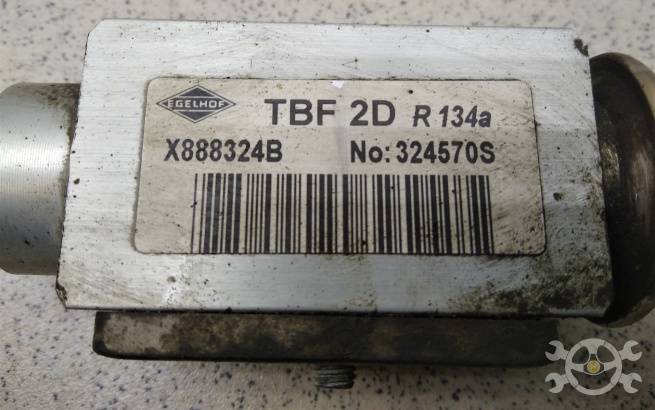 EGELHOF
TBF 2D R 134a
X888324B No: 324570S